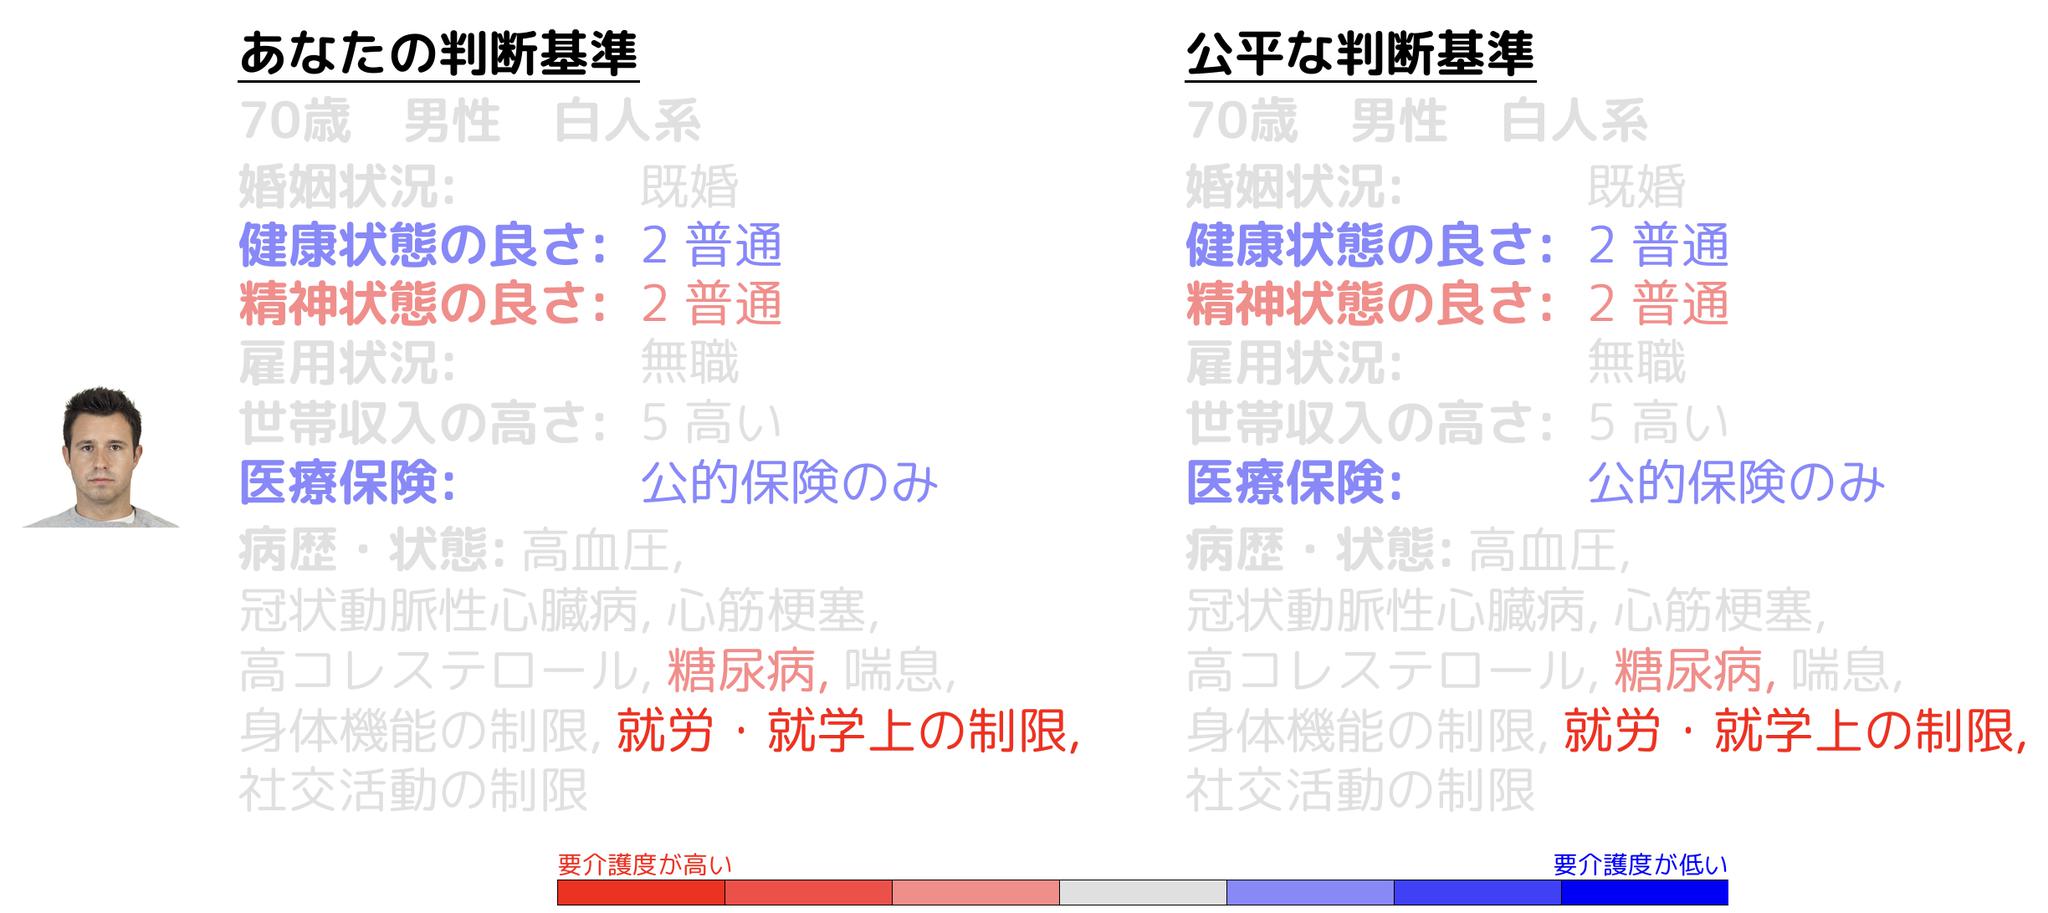 あなたの判断基準
70歳　男性　白人系
婚姻状況: 既婚
健康状態の良さ: 2 普通
精神状態の良さ: 2 普通
雇用状況: 無職
世帯収入の高さ: 5 高い
医療保険: 公的保険のみ
病歴・状態: 高血圧,
冠状動脈性心臓病, 心筋梗塞,
高コレステロール, 糖尿病, 喘息,
身体機能の制限, 就労・就学上の制限,
社交活動の制限
公平な判断基準
70歳　男性　白人系
婚姻状況: 既婚
健康状態の良さ: 2 普通
精神状態の良さ: 2 普通
雇用状況: 無職
世帯収入の高さ: 5 高い
医療保険: 公的保険のみ
病歴・状態: 高血圧,
冠状動脈性心臓病, 心筋梗塞,
高コレステロール, 糖尿病, 喘息,
身体機能の制限, 就労・就学上の制限,
社交活動の制限
要介護度が高い
要介護度が低い